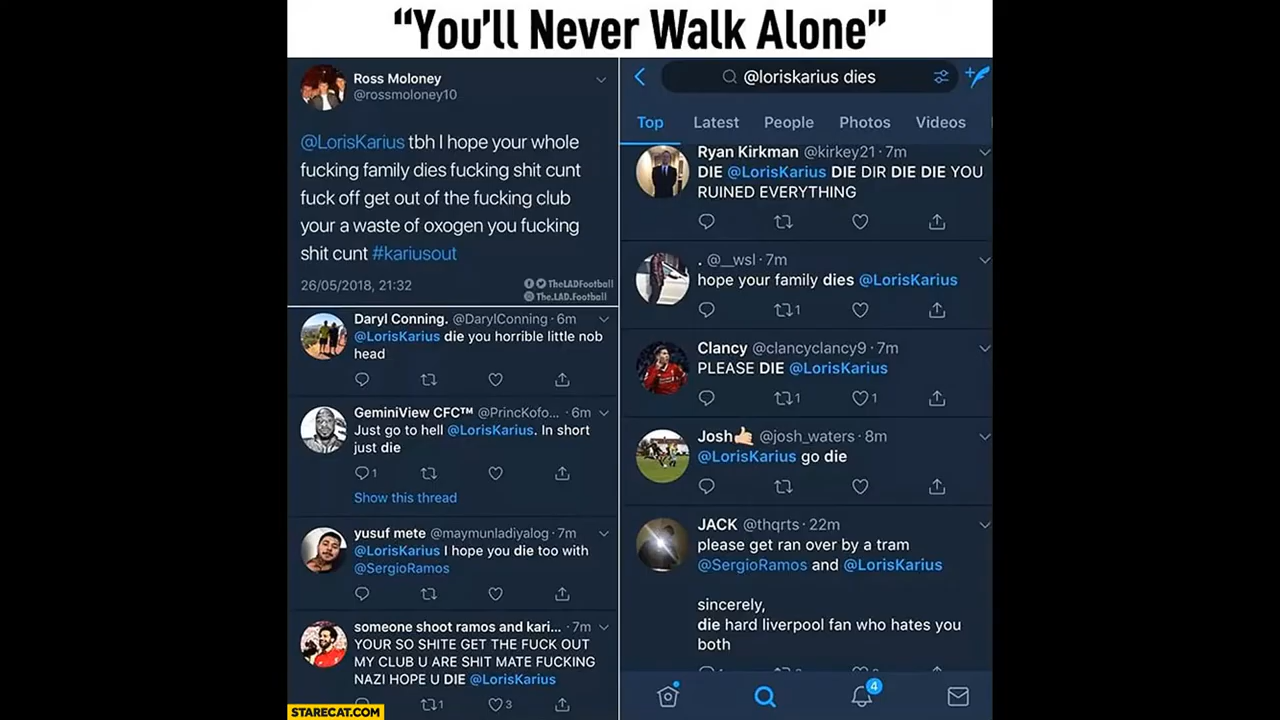 “You’ll Never Walk Alone”
Ross Moloney
@rossmoloney10
@LorisKarius tbh I hope your whole
fucking family dies fucking shit cunt
fuck off get out of the fucking club
your a waste of oxogen you fucking
shit cunt #kariusout
26/05/2018, 21:32
TheLADFootball
The.LAD.Football
Daryl Conning. @DarylConning · 6m
@LorisKarius die you horrible little nob
head
GeminiView CFC™ @PrincKofo... · 6m
Just go to hell @LorisKarius. In short
just die
1
Show this thread
yusuf mete @maymunladiyalog · 7m
@LorisKarius I hope you die too with
@SergioRamos
someone shoot ramos and kari... · 7m
YOUR SO SHITE GET THE FUCK OUT
MY CLUB U ARE SHIT MATE FUCKING
NAZI HOPE U DIE @LorisKarius
1 3
@loriskarius dies
Top Latest People Photos Videos
Ryan Kirkman @kirkey21 · 7m
DIE @LorisKarius DIE DIR DIE DIE YOU
RUINED EVERYTHING
. @__wsl · 7m
hope your family dies @LorisKarius
1
Clancy @clancyclancy9 · 7m
PLEASE DIE @LorisKarius
1 1
Josh @josh_waters · 8m
@LorisKarius go die
JACK @thqrts · 22m
please get ran over by a tram
@SergioRamos and @LorisKarius
sincerely,
die hard liverpool fan who hates you
both
4
STARECAT.COM